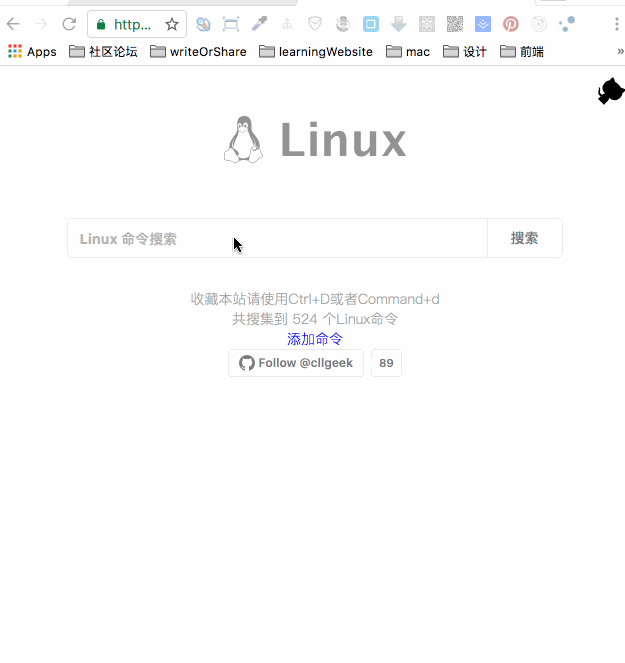 http...
Apps 社区论坛 writeOrShare learningWebsite mac 设计 前端 »
Linux
Linux 命令搜索 搜索
收藏本站请使用Ctrl+D或者Command+d
共搜集到 524 个Linux命令
添加命令
Follow @cllgeek 89